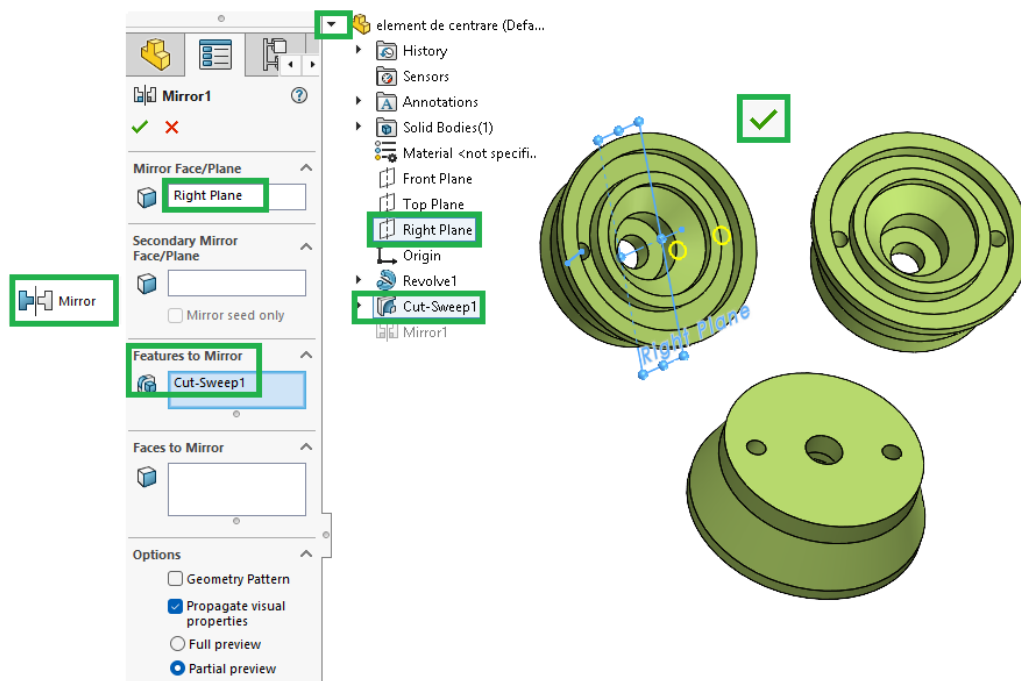 Mirror
Mirror1
?
Mirror Face/Plane
Right Plane
Secondary Mirror
Face/Plane
Mirror seed only
Features to Mirror
Cut-Sweep1
Faces to Mirror
Options
Geometry Pattern
Propagate visual
properties
Full preview
Partial preview
element de centrare (Defa...
History
Sensors
A
Annotations
Solid Bodies(1)
Material <not specifi..
Front Plane
Top Plane
Right Plane
Origin
Revolve1
Cut-Sweep1
Mirror1
Right Plane